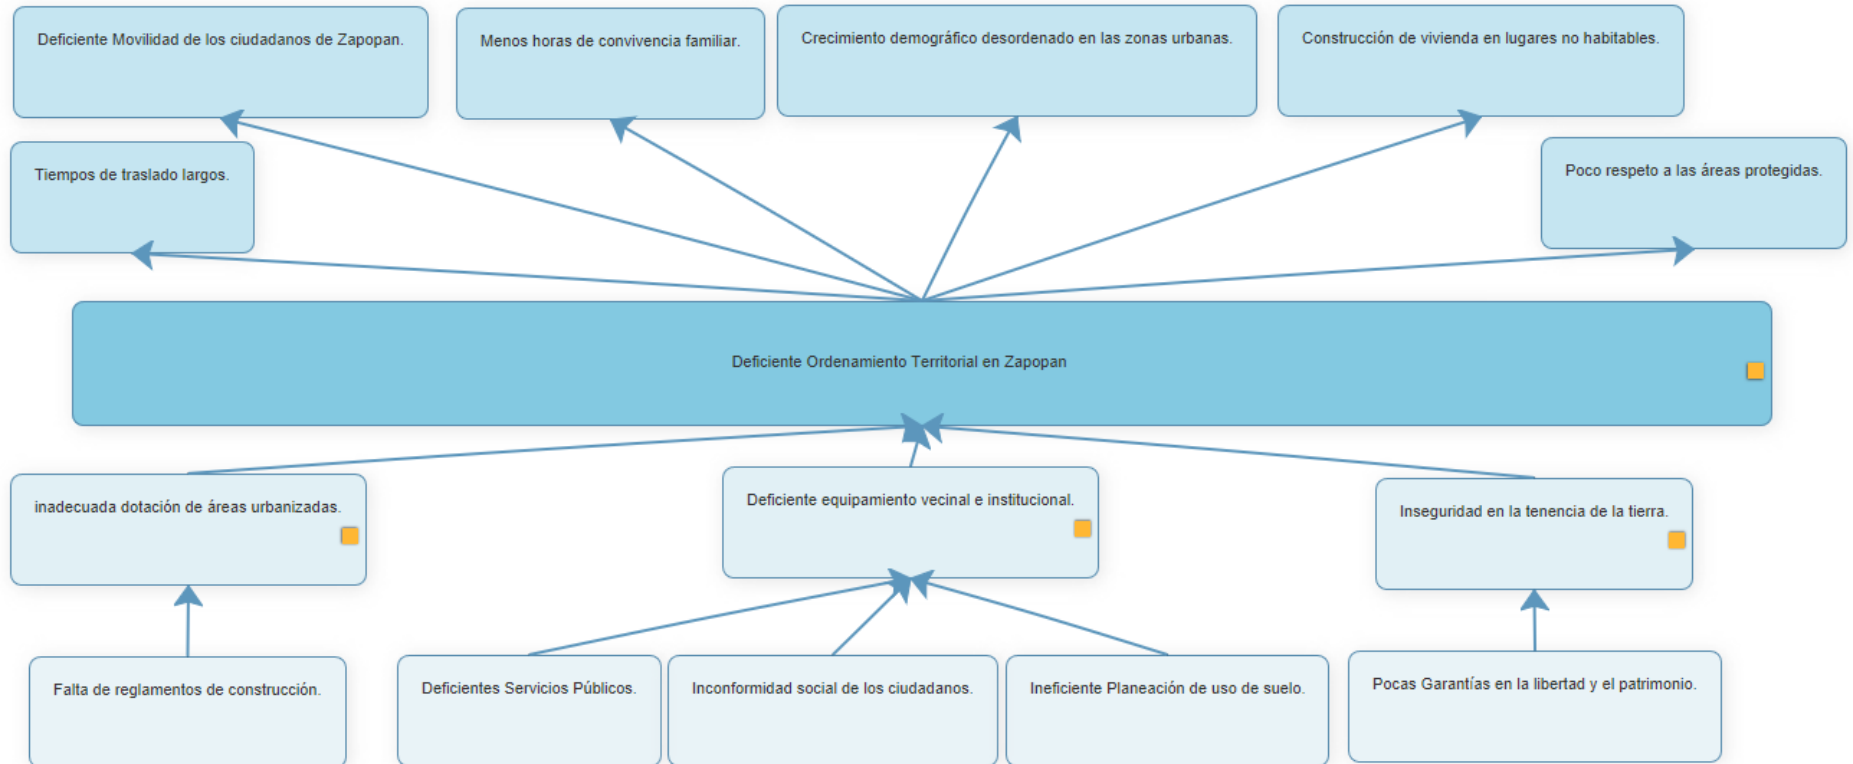 Deficiente Movilidad de los ciudadanos de Zapopan.
Menos horas de convivencia familiar.
Crecimiento demográfico desordenado en las zonas urbanas.
Construcción de vivienda en lugares no habitables.
Tiempos de traslado largos.
Poco respeto a las áreas protegidas.
Deficiente Ordenamiento Territorial en Zapopan
inadecuada dotación de áreas urbanizadas.
Deficiente equipamiento vecinal e institucional.
Inseguridad en la tenencia de la tierra.
Falta de reglamentos de construcción.
Deficientes Servicios Públicos.
Inconformidad social de los ciudadanos.
Ineficiente Planeación de uso de suelo.
Pocas Garantías en la libertad y el patrimonio.